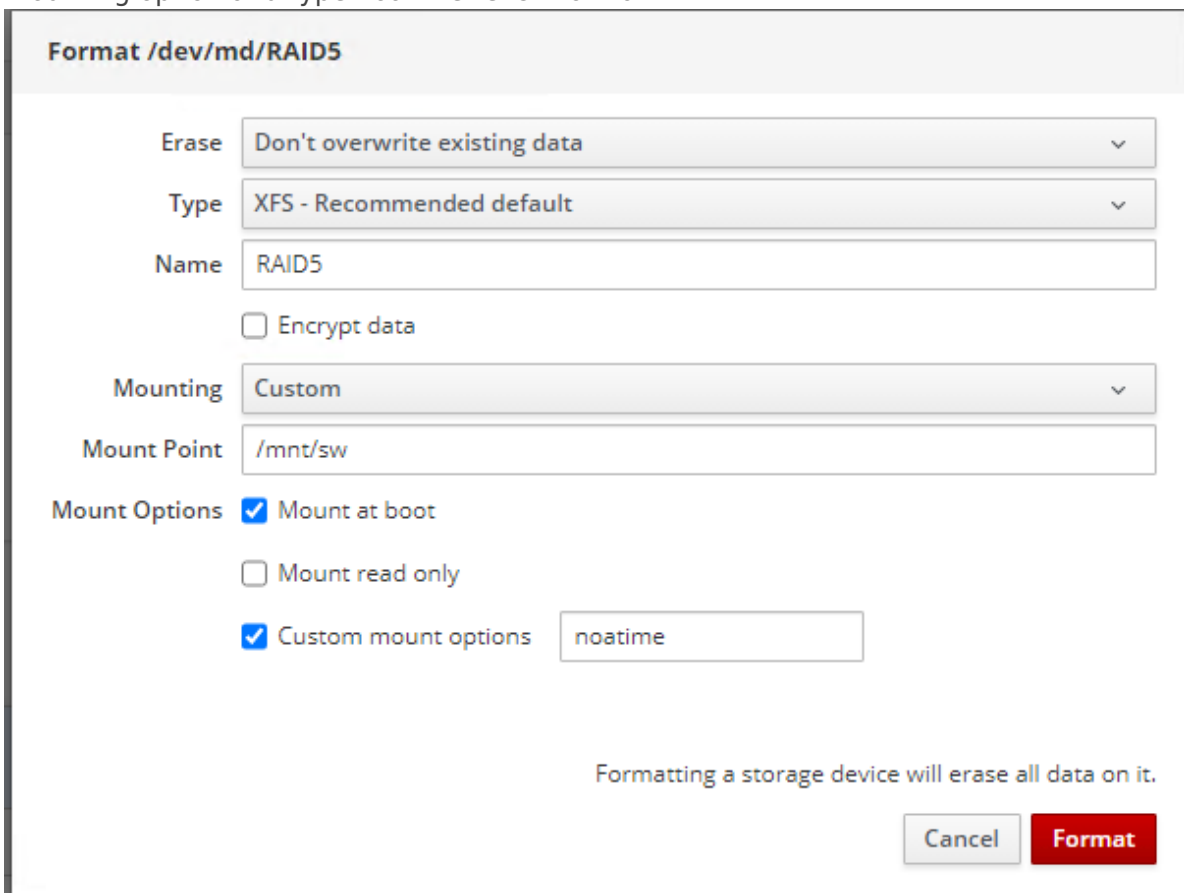 Format /dev/md/RAID5
Erase Don't overwrite existing data
Type XFS - Recommended default
Name RAID5
Encrypt data
Mounting Custom
Mount Point /mnt/sw
Mount Options Mount at boot
Mount read only
Custom mount options noatime
Formatting a storage device will erase all data on it.
Cancel Format